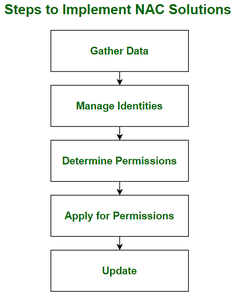 Steps to Implement NAC Solutions
Gather Data
Manage Identities
Determine Permissions
Apply for Permissions
Update